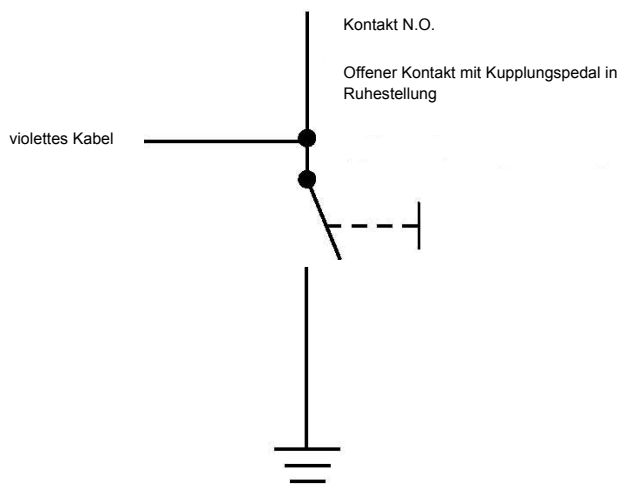 Kontakt N.O.
Offener Kontakt mit Kupplungspedal in
Ruhestellung
violettes Kabel